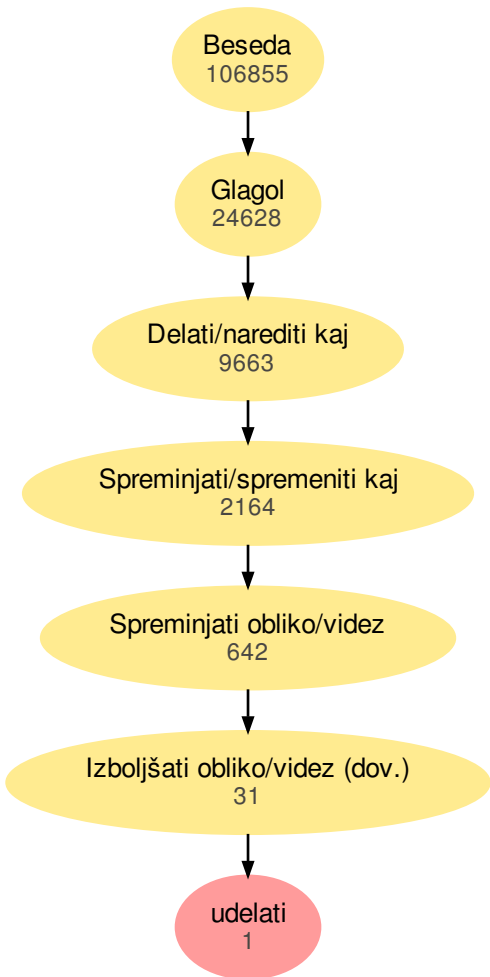 Beseda
106855
Glagol
24628
Delati/narediti kaj
9663
Spreminjati/spremeniti kaj
2164
Spreminjati obliko/videz
642
Izboljšati obliko/videz (dov.)
31
udelati
1